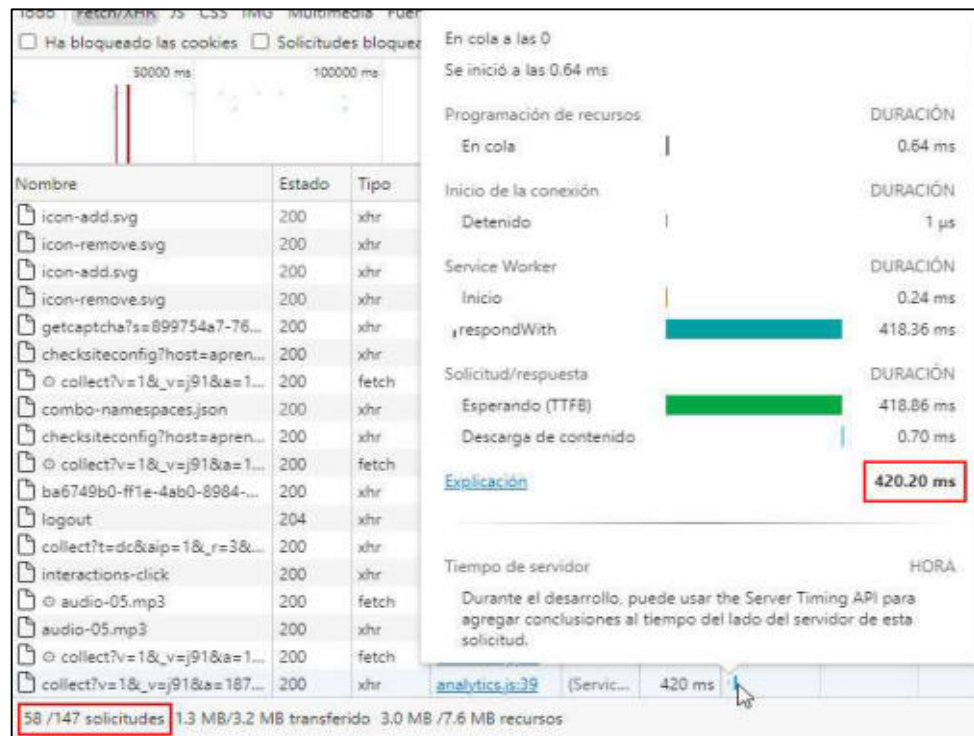 Todo Fetch/XHR JS CSS IMG Multimedia
Ha bloqueado las cookies Solicitudes
50000 ms 100000 ms
Nombre Estado Tipo
icon-add.svg 200 xhr
icon-remove.svg 200 xhr
icon-add.svg 200 xhr
icon-remove.svg 200 xhr
getcaptcha?s=899754a7-76... 200 xhr
checksiteconfig?host=apren... 200 xhr
collect?v=1&_v=j91&a=1... 200 fetch
combo-namespaces.json 200 xhr
checksiteconfig?host=apren... 200 xhr
collect?v=1&_v=j91&a=1... 200 fetch
ba6749b0-ff1e-4ab0-8984-... 200 xhr
logout 204 xhr
collect?t=dc&aip=1&_r=3&... 200 xhr
interactions-click 200 xhr
audio-05.mp3 200 fetch
audio-05.mp3 200 xhr
collect?v=1&_v=j91&a=1... 200 fetch
collect?v=1&_v=j91&a=187... 200 xhr analytics.js:39 (Servic... 420 ms
58 /147 solicitudes 1.3 MB/3.2 MB transferido 3.0 MB /7.6 MB recursos
En cola a las 0
Se inició a las 0.64 ms
Programación de recursos DURACIÓN
En cola 0.64 ms
Inicio de la conexión DURACIÓN
Detenido 1 μs
Service Worker DURACIÓN
Inicio 0.24 ms
respondWith 418.36 ms
Solicitud/respuesta DURACIÓN
Esperando (TTFB) 418.86 ms
Descarga de contenido 0.70 ms
Explicación 420.20 ms
Tiempo de servidor HORA
Durante el desarrollo, puede usar the Server Timing API para
agregar conclusiones al tiempo del lado del servidor de esta
solicitud.